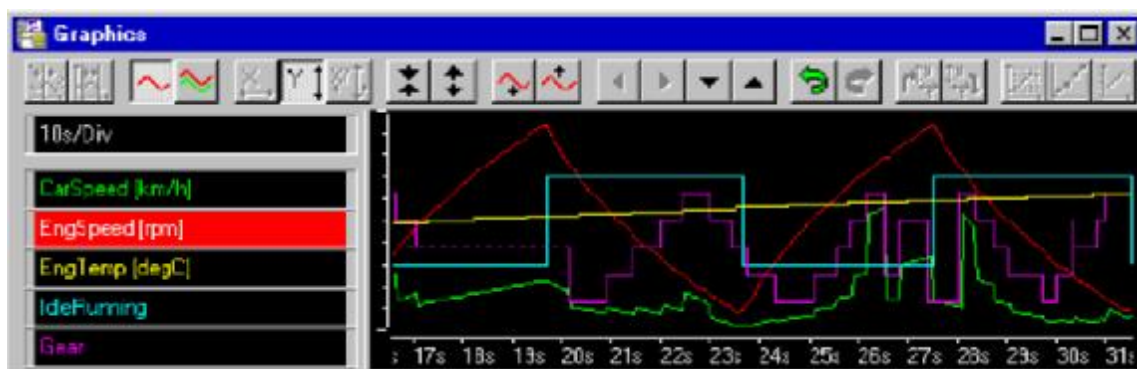 Graphics
10s/Div
CarSpeed [km/h]
EngSpeed [rpm]
EngTemp [degC]
IdleRunning
Gear
s 17s 18s 19s 20s 21s 22s 23s 24s 25s 26s 27s 28s 29s 30s 31s